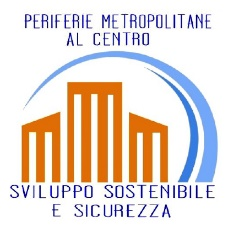 PERIFERIE METROPOLITANE
AL CENTRO
SVILUPPO SOSTENIBILE
E SICUREZZA